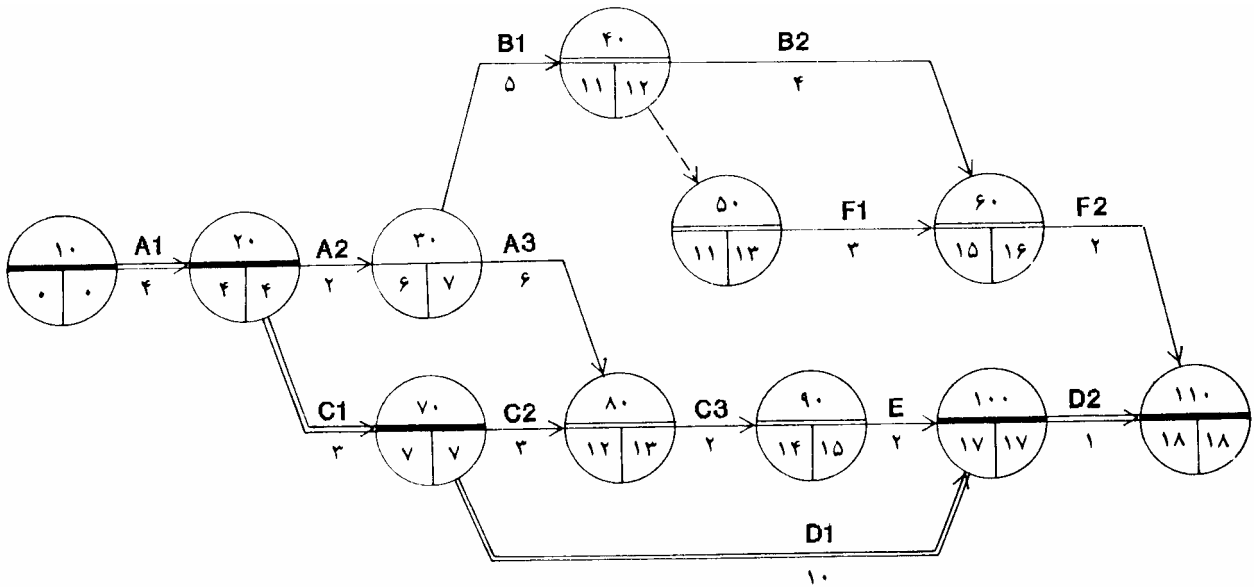 ۴۰
B1
B2
۱۱ ۱۲
۵
۴
۵۰
۶۰
F1
F2
۱۰
۲۰
۳۰
A1
A2
A3
۱۱ ۱۳
۳
۱۵ ۱۶
۲
۰ ۰
۴
۴ ۴
۲
۶ ۷
۶
۷۰
۸۰
۹۰
۱۰۰
۱۱۰
C1
C2
C3
E
D2
۳
۷ ۷
۳
۱۲ ۱۳
۲
۱۴ ۱۵
۲
۱۷ ۱۷
۱
۱۸ ۱۸
D1
۱۰